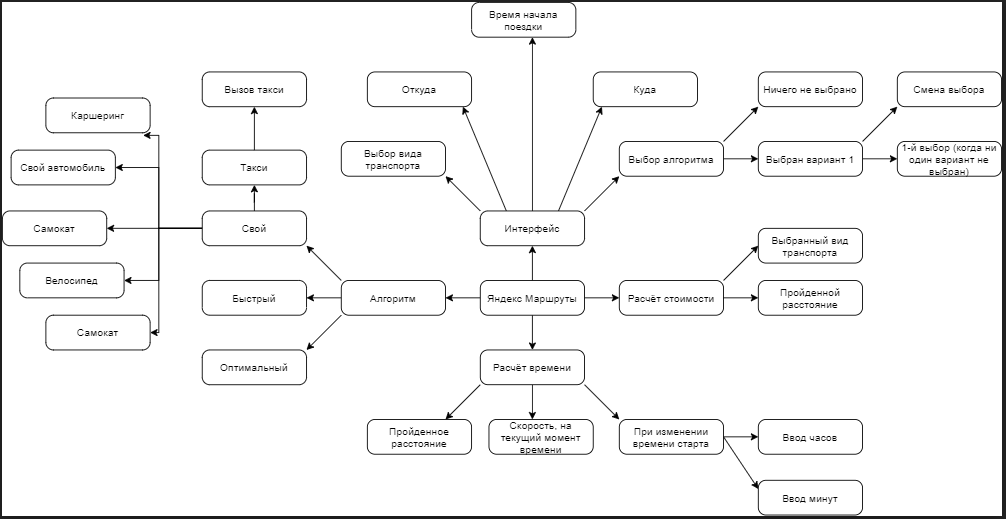 Время начала
поездки
Вызов такси
Откуда
Куда
Ничего не выбрано
Смена выбора
Каршеринг
Свой автомобиль
Такси
Выбор вида
транспорта
Выбор алгоритма
Выбран вариант 1
1-й выбор (когда ни
один вариант не
выбран)
Самокат
Свой
Интерфейс
Выбранный вид
транспорта
Велосипед
Быстрый
Алгоритм
Яндекс Маршруты
Расчёт стоимости
Пройденной
расстояние
Самокат
Оптимальный
Расчёт времени
Пройденное
расстояние
Скорость, на
текущий момент
времени
При изменении
времени старта
Ввод часов
Ввод минут